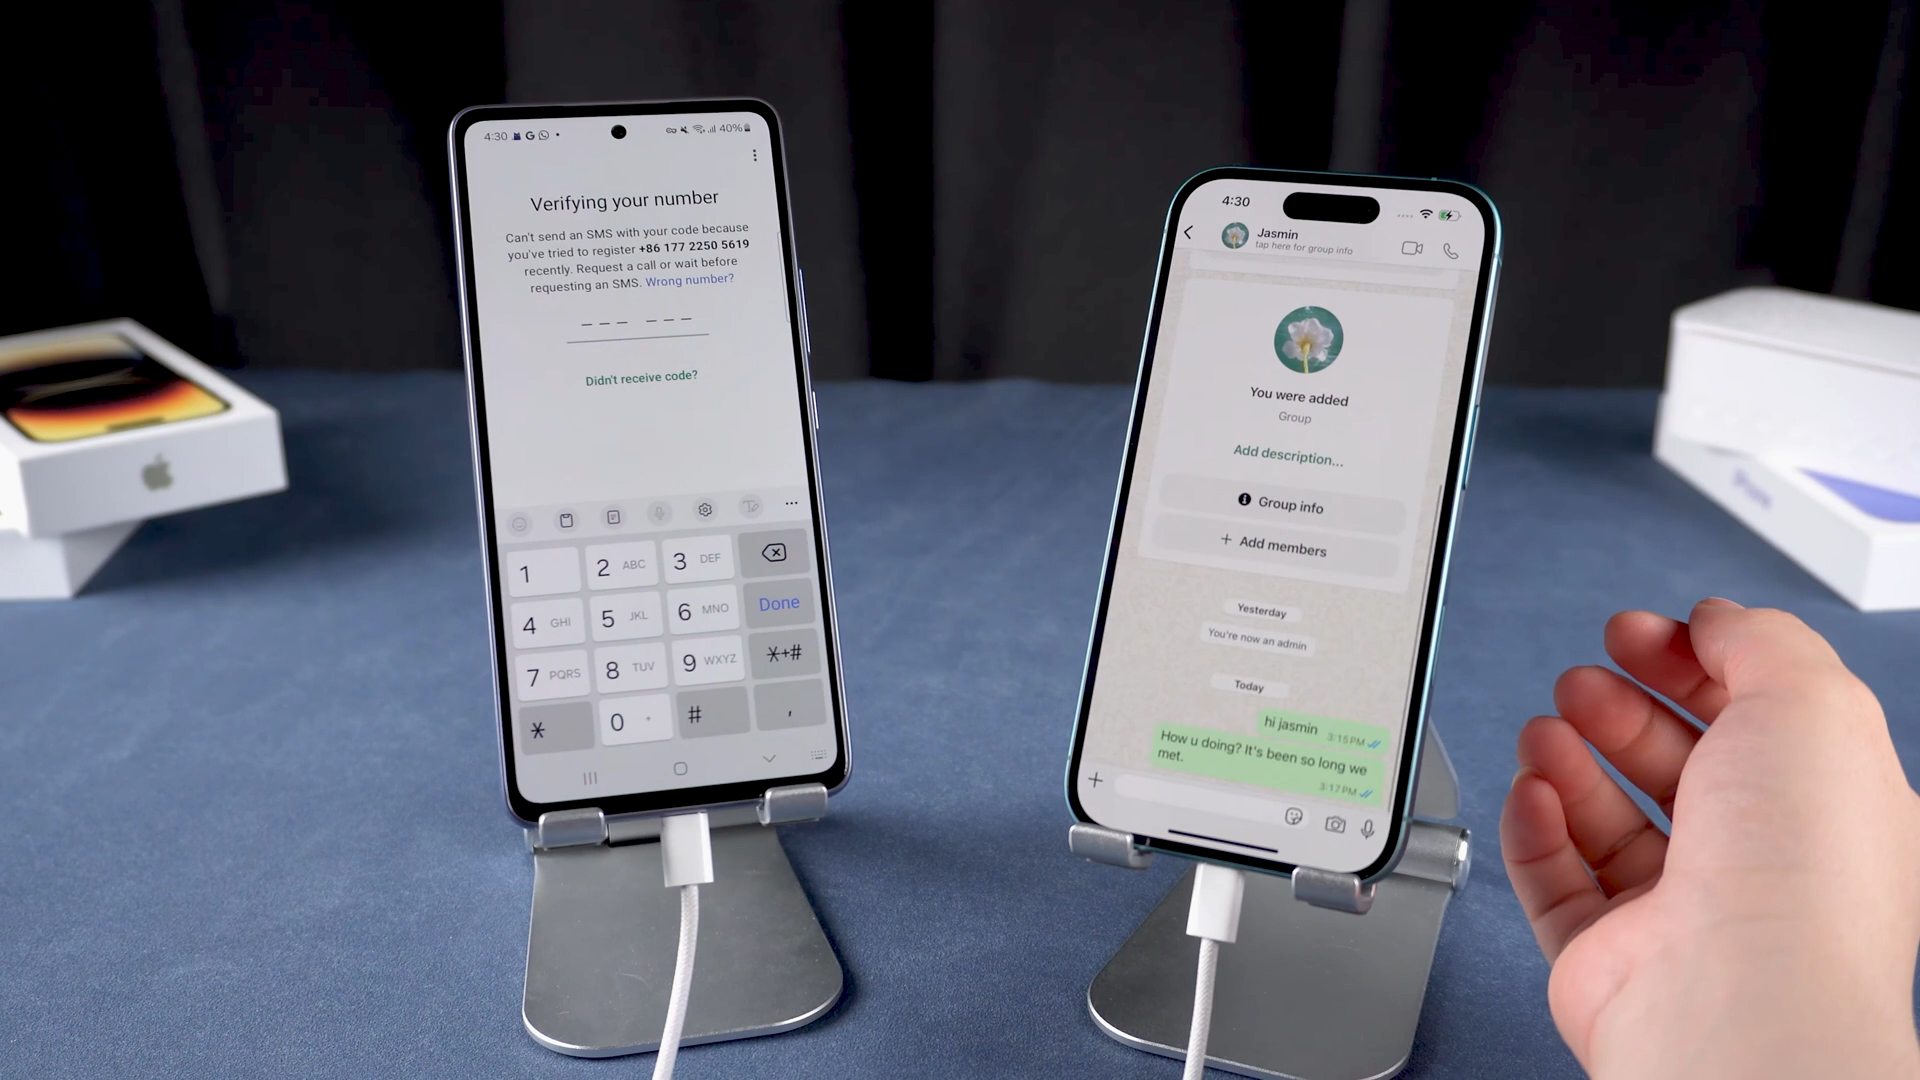 4:30
40%
Verifying your number
Can't send an SMS with your code because
you've tried to register +86 177 2250 5619
recently. Request a call or wait before
requesting an SMS. Wrong number?
Didn't receive code?
1
2 ABC
3 DEF
4 GHI
5 JKL
6 MNO
Done
7 PQRS
8 TUV
9 WXYZ
*+#
*
0 +
#
,
4:30
Jasmin
tap here for group info
You were added
Group
Add description...
Group info
+ Add members
Yesterday
You're now an admin
Today
hi jasmin 3:15 PM
How u doing? It's been so long we
met.
3:17 PM
iPhone